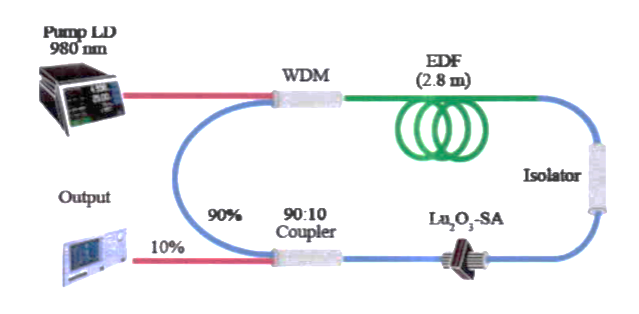 Pump LD
980 nm
WDM
EDF
(2.8 m)
Isolator
Output
90%
90:10
Coupler
Lu₂O₃-SA
10%